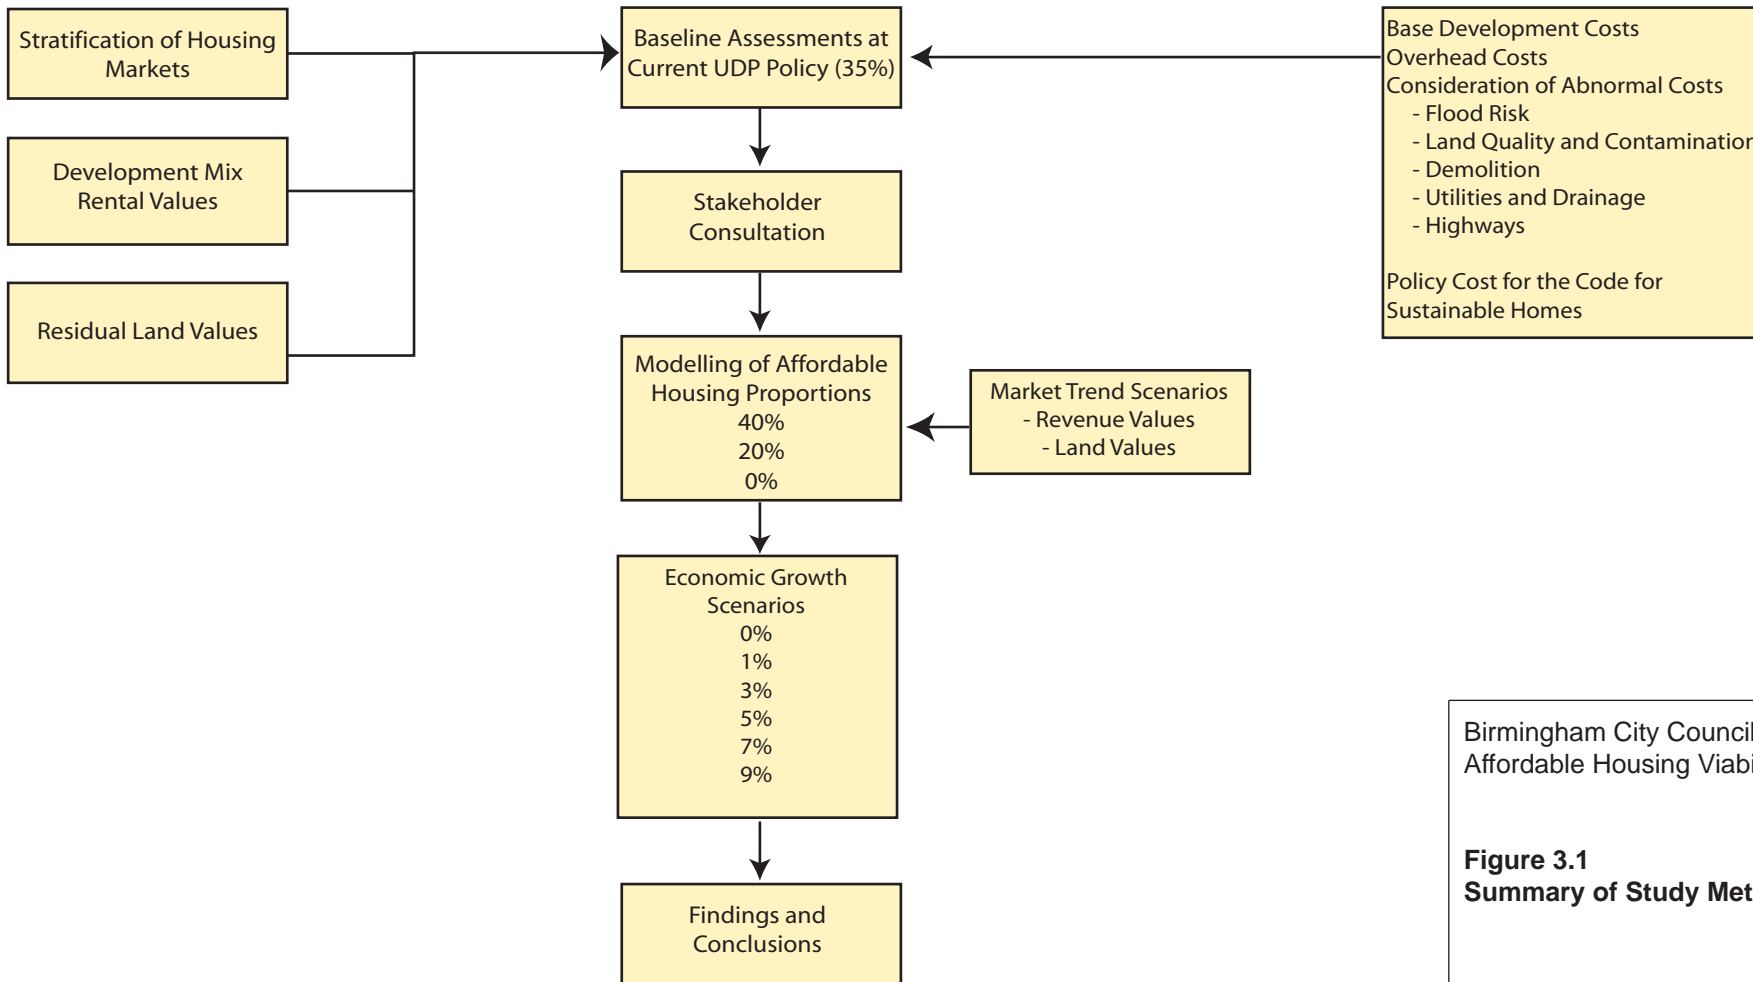 Stratification of Housing
Markets
Development Mix
Rental Values
Residual Land Values
Baseline Assessments at
Current UDP Policy (35%)
Stakeholder
Consultation
Modelling of Affordable
Housing Proportions
40%
20%
0%
Market Trend Scenarios
- Revenue Values
- Land Values
Economic Growth
Scenarios
0%
1%
3%
5%
7%
9%
Findings and
Conclusions
Base Development Costs
Overhead Costs
Consideration of Abnormal Costs
- Flood Risk
- Land Quality and Contamination
- Demolition
- Utilities and Drainage
- Highways
Policy Cost for the Code for
Sustainable Homes
Birmingham City Council
Affordable Housing
Figure 3.1
Summary of Study